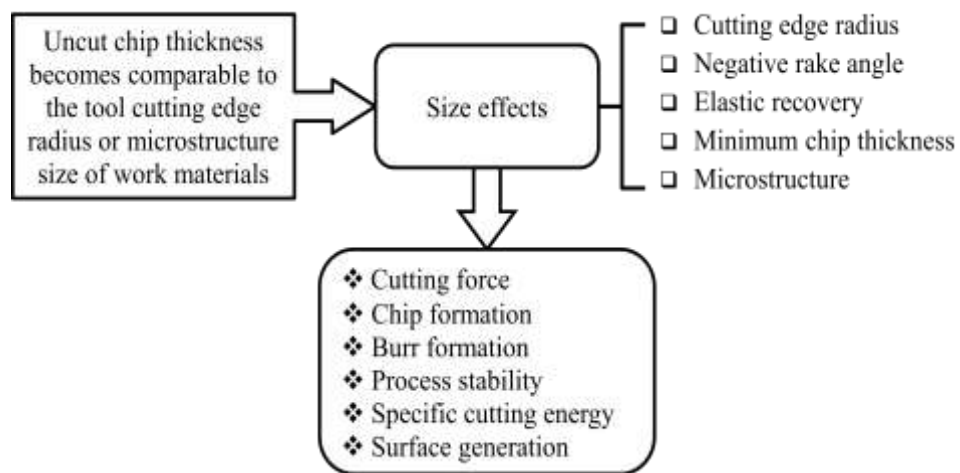 Uncut chip thickness
becomes comparable to
the tool cutting edge
radius or microstructure
size of work materials
Size effects
❑ Cutting edge radius
❑ Negative rake angle
❑ Elastic recovery
❑ Minimum chip thickness
❑ Microstructure
❖ Cutting force
❖ Chip formation
❖ Burr formation
❖ Process stability
❖ Specific cutting energy
❖ Surface generation